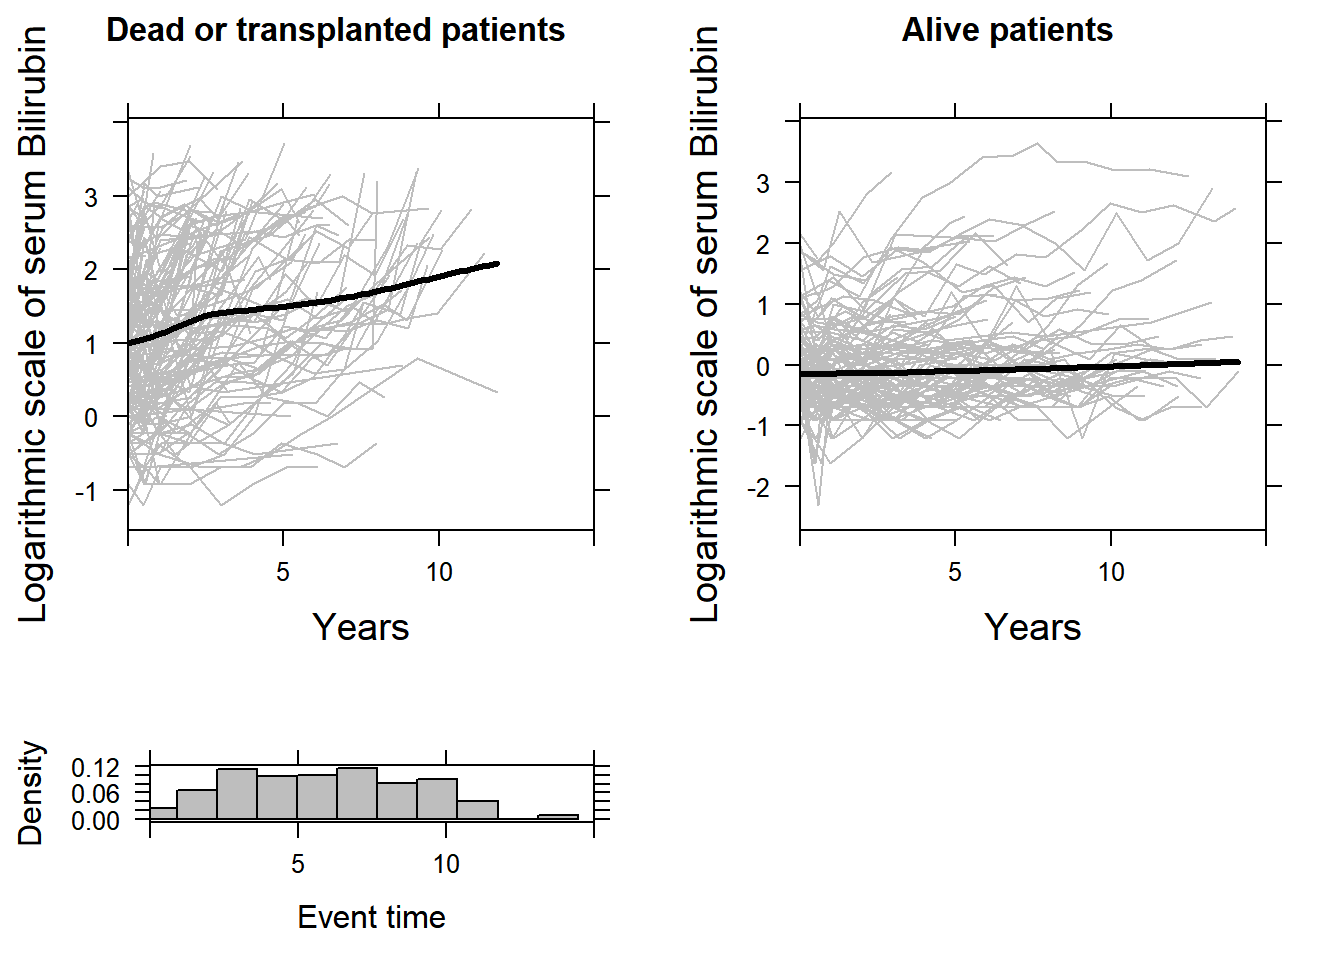 Dead or transplanted patients
Logarithmic scale of serum Bilirubin
3
2
1
0
-1
5 10
Years
Alive patients
Logarithmic scale of serum Bilirubin
3
2
1
0
-1
-2
5 10
Years
Density
0.12
0.06
0.00
5 10
Event time